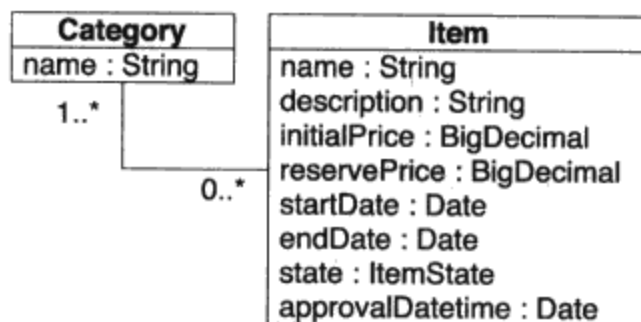 Category
name : String
1..*
0..*
Item
name : String
description : String
initialPrice : BigDecimal
reservePrice : BigDecimal
startDate : Date
endDate : Date
state : ItemState
approvalDatetime : Date